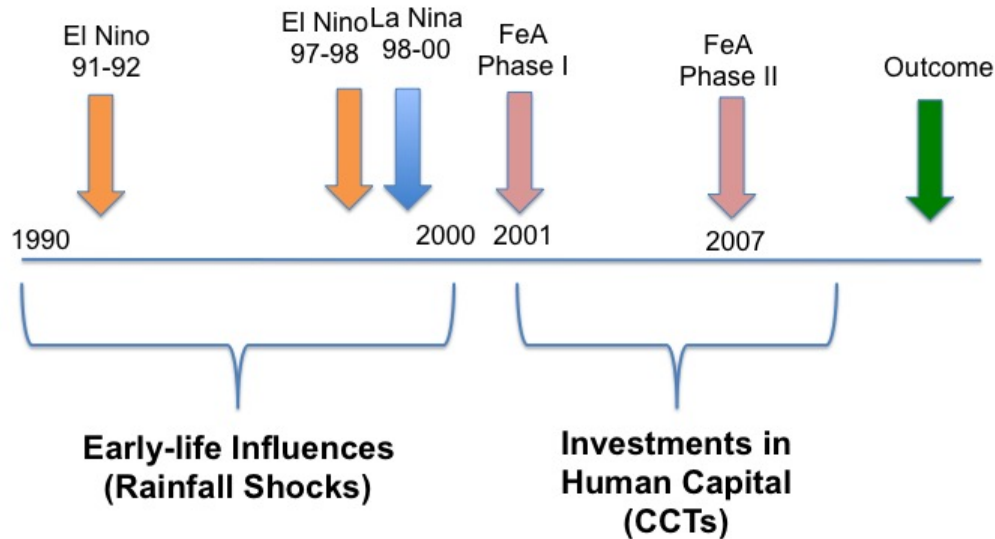 El Nino
91-92
El Nino
97-98
La Nina
98-00
FeA
Phase I
FeA
Phase II
Outcome
1990
2000
2001
2007
Early-life Influences
(Rainfall Shocks)
Investments in
Human Capital
(CCTs)